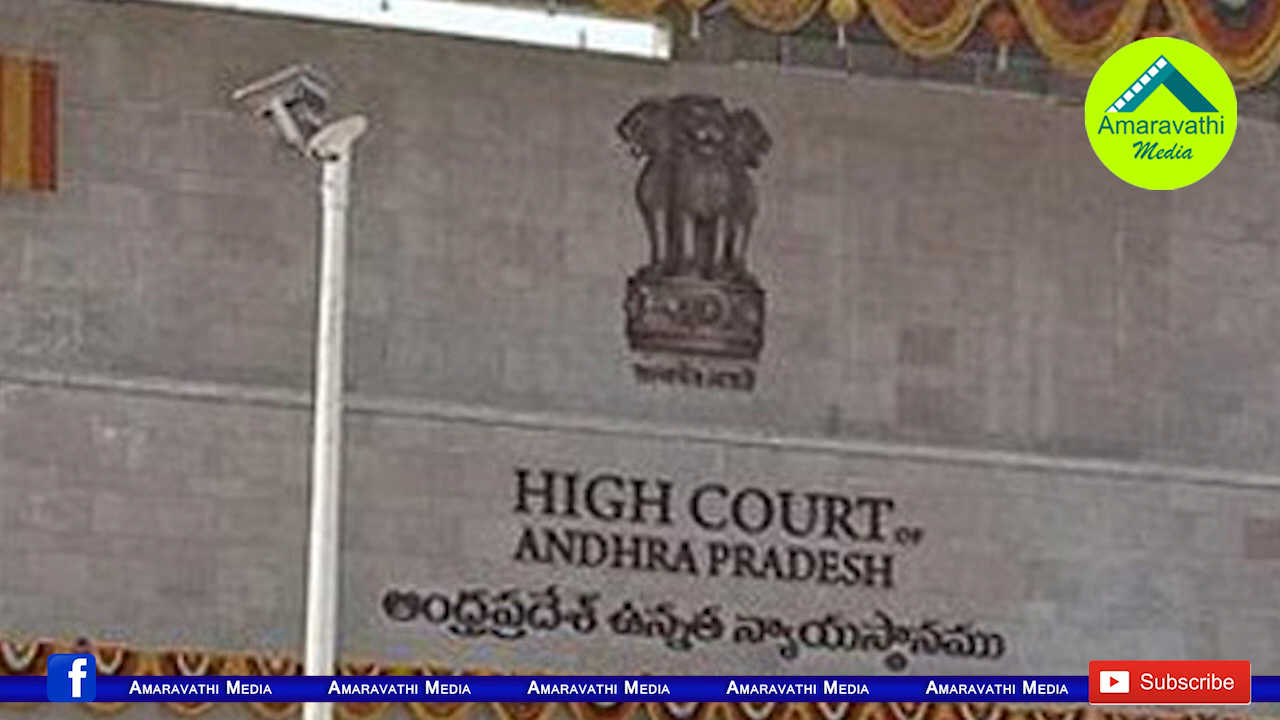 Amaravathi
Media
HIGH COURT OF
ANDHRA PRADESH
ఆంధ్రప్రదేశ్ ఉన్నత న్యాయస్థానము
f AMARAVATHI MEDIA AMARAVATHI MEDIA AMARAVATHI MEDIA AMARAVATHI MEDIA AMARAVATHI MEDIA Subscribe